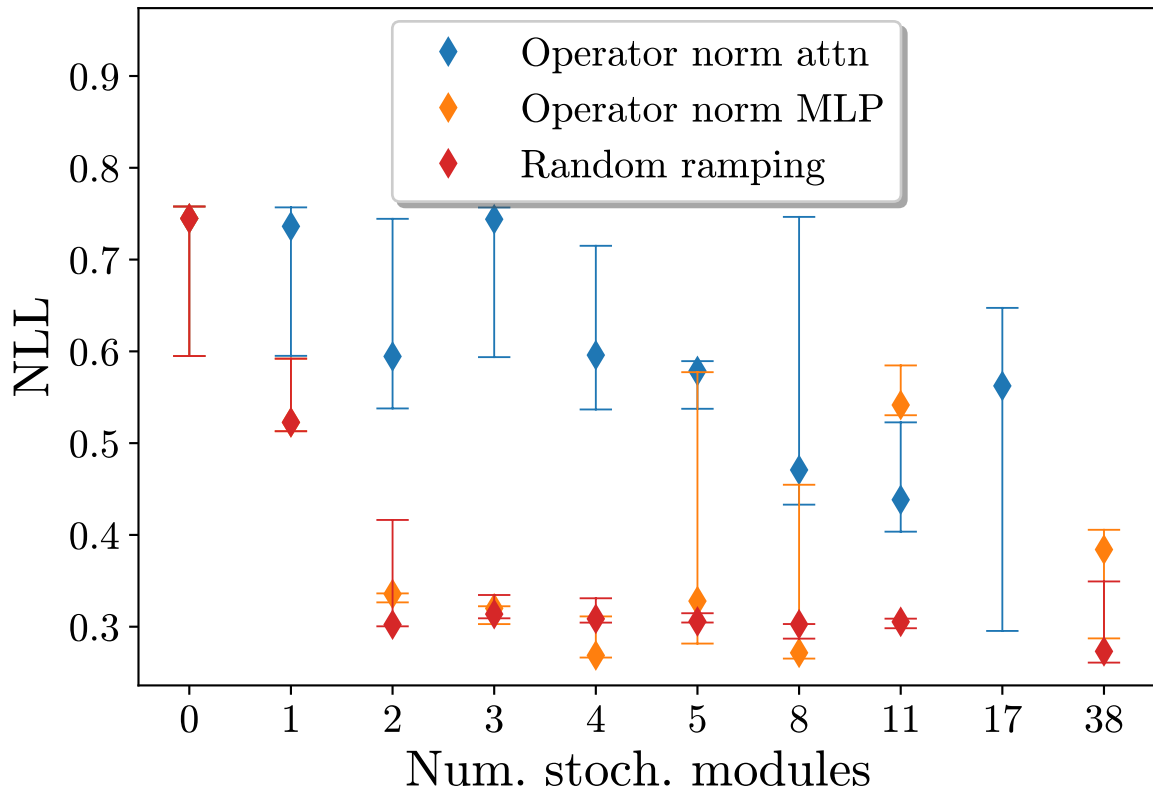 Operator norm attn
Operator norm MLP
Random ramping
0.9
0.8
0.7
0.6
0.5
0.4
0.3
NLL
0 1 2 3 4 5 8 11 17 38
Num. stoch. modules